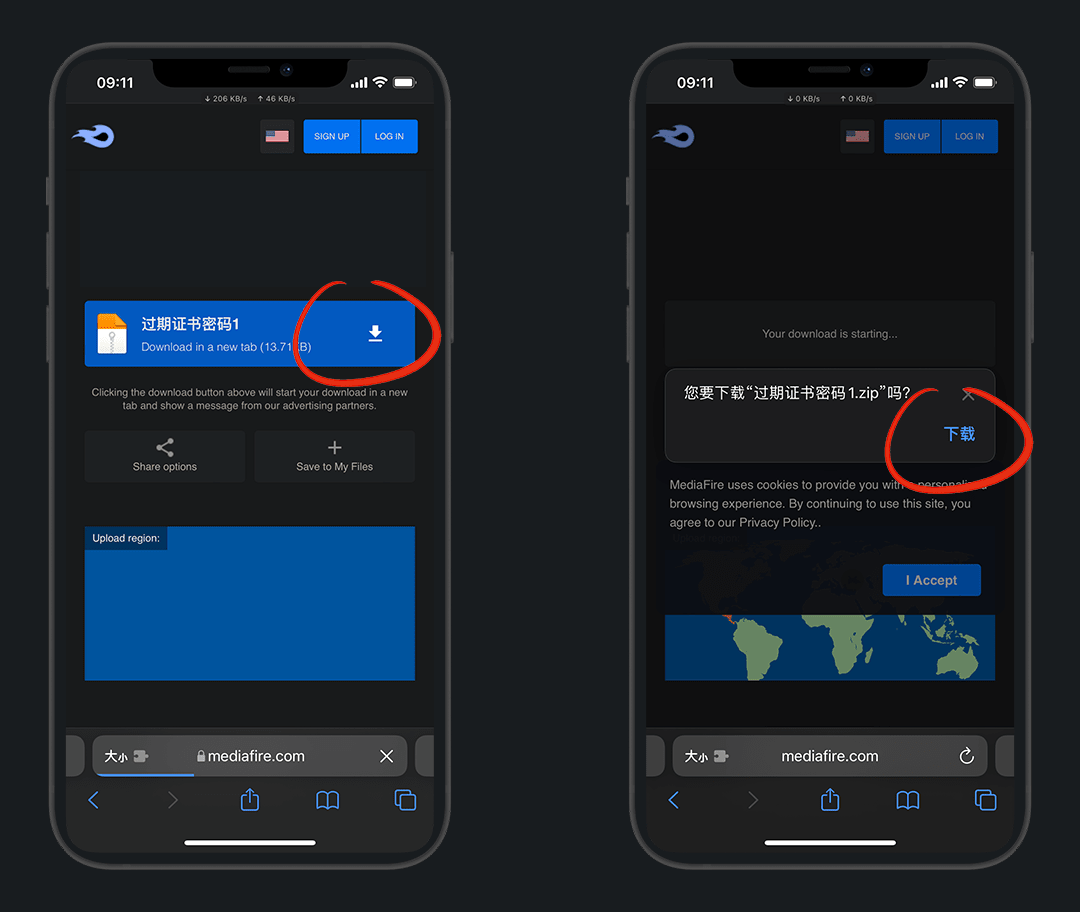 09:11
↓ 206 KB/s ↑ 46 KB/s
SIGN UP
LOG IN
过期证书密码1
Download in a new tab (13.71KB)
Clicking the download button above will start your download in a new
tab and show a message from our advertising partners.
Share options
Save to My Files
Upload region:
大小
mediafire.com
09:11
↓ 0 KB/s ↑ 0 KB/s
SIGN UP
LOG IN
Your download is starting...
您要下载“过期证书密码1.zip”吗?
下载
MediaFire uses cookies to provide you with a personalized
browsing experience. By continuing to use this site, you
agree to our Privacy Policy..
Upload region:
I Accept
大小
mediafire.com